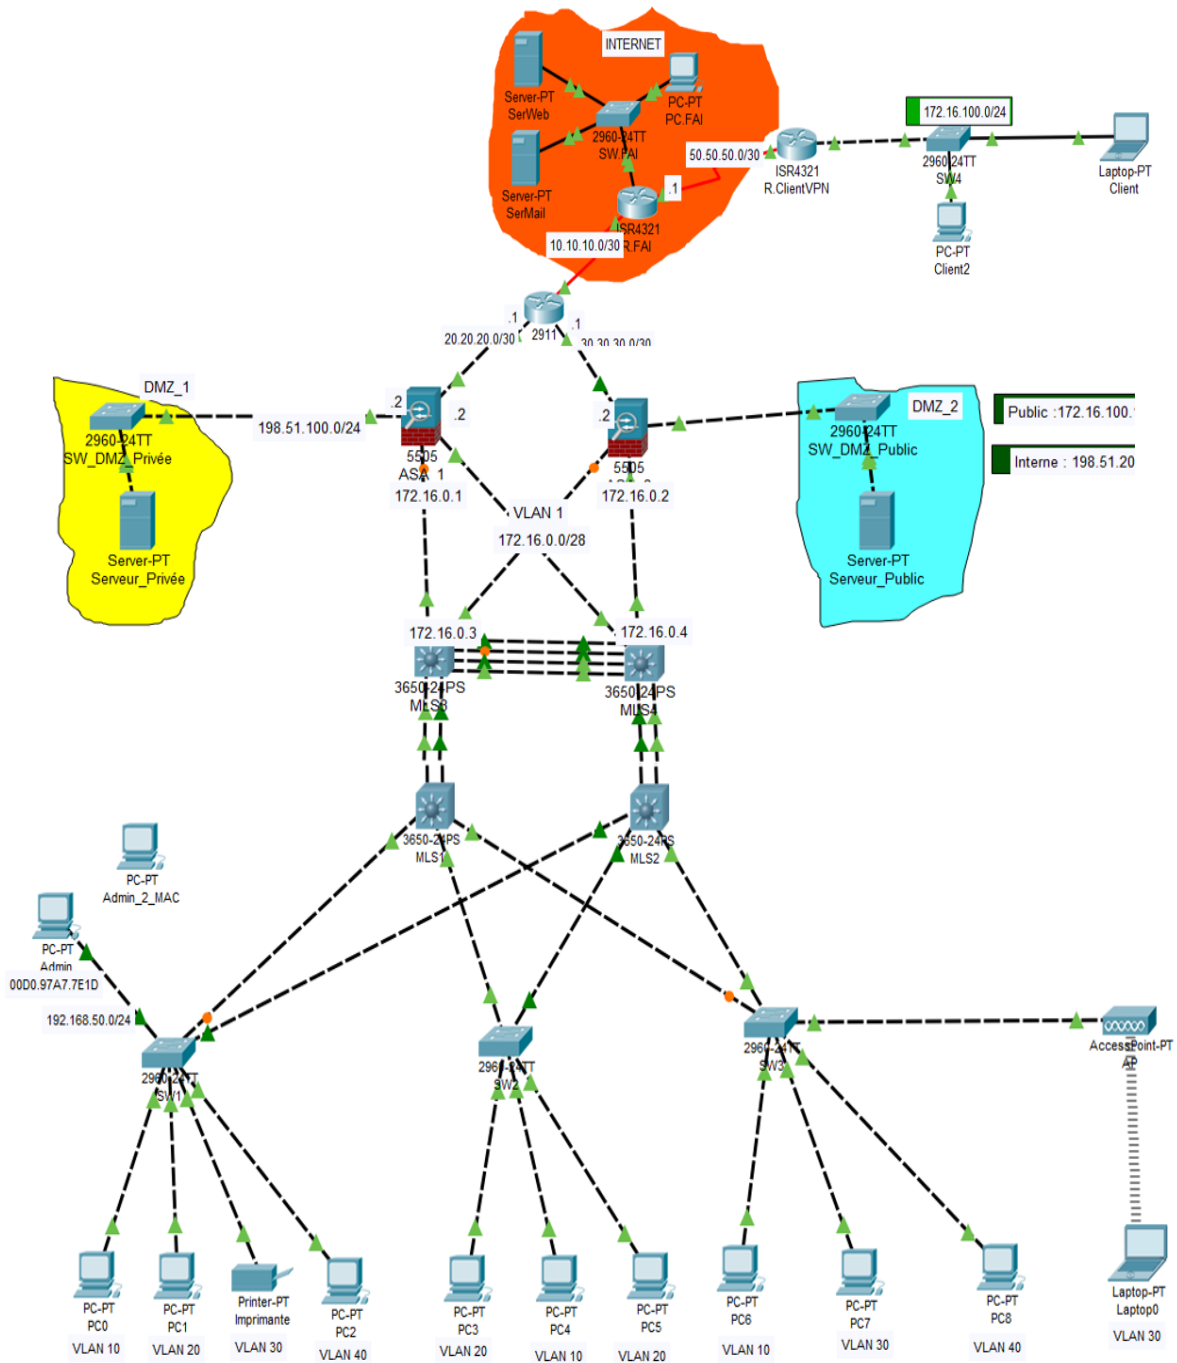 INTERNET
Server-PT
SerWeb
PC-PT
PC.FAI
2960-24TT
SW.FAI
Server-PT
SerMail
ISR4321
R.FAI
.1
50.50.50.0/30
ISR4321
R.ClientVPN
172.16.100.0/24
2960-24TT
SW4
Laptop-PT
Client
PC-PT
Client2
10.10.10.0/30
2911
.1
.1
20.20.20.0/30
30.30.30.0/30
DMZ_1
2960-24TT
SW_DMZ_Privée
198.51.100.0/24
.2
.2
5505
ASA_1
.2
5505
2960-24TT
SW_DMZ_Public
DMZ_2
Public :172.16.100.
Interne : 198.51.20
Server-PT
Serveur_Privée
Server-PT
Serveur_Public
172.16.0.1
172.16.0.2
VLAN 1
172.16.0.0/28
172.16.0.3
172.16.0.4
3650-24PS
MLS3
3650-24PS
MLS4
3650-24PS
MLS1
3650-24PS
MLS2
PC-PT
Admin_2_MAC
PC-PT
Admin
00D0.97A7.7E1D
192.168.50.0/24
2960-24TT
SW1
2960-24TT
SW2
2960-24TT
SW3
AccessPoint-PT
AP
PC-PT
PC0
VLAN 10
PC-PT
PC1
VLAN 20
Printer-PT
Imprimante
VLAN 30
PC-PT
PC2
VLAN 40
PC-PT
PC3
VLAN 20
PC-PT
PC4
VLAN 10
PC-PT
PC5
VLAN 20
PC-PT
PC6
VLAN 10
PC-PT
PC7
VLAN 30
PC-PT
PC8
VLAN 40
Laptop-PT
Laptop0
VLAN 30